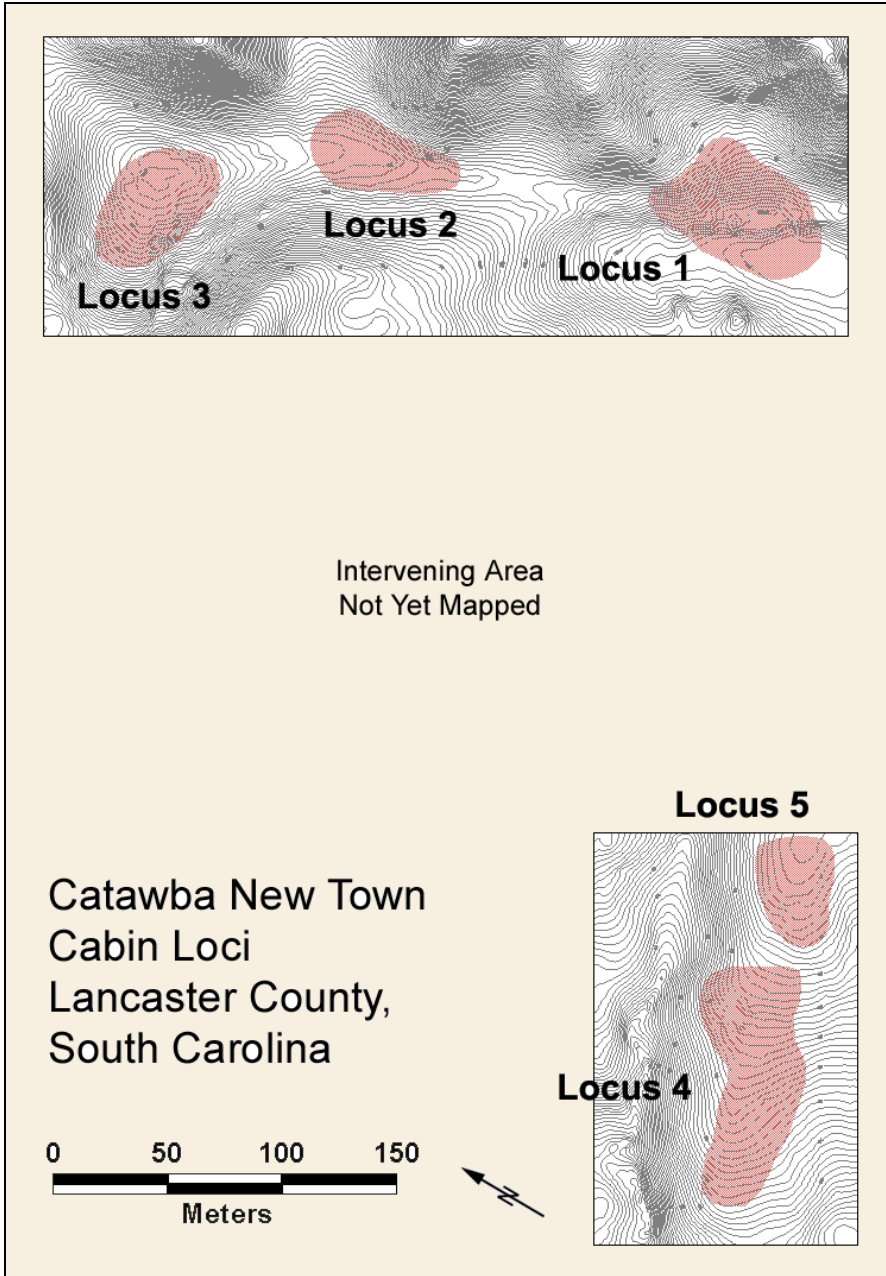 Locus 2
Locus 1
Locus 3
Intervening Area
Not Yet Mapped
Locus 5
Catawba New Town
Cabin Loci
Lancaster County,
South Carolina
Locus 4
0 50 100 150
Meters
N